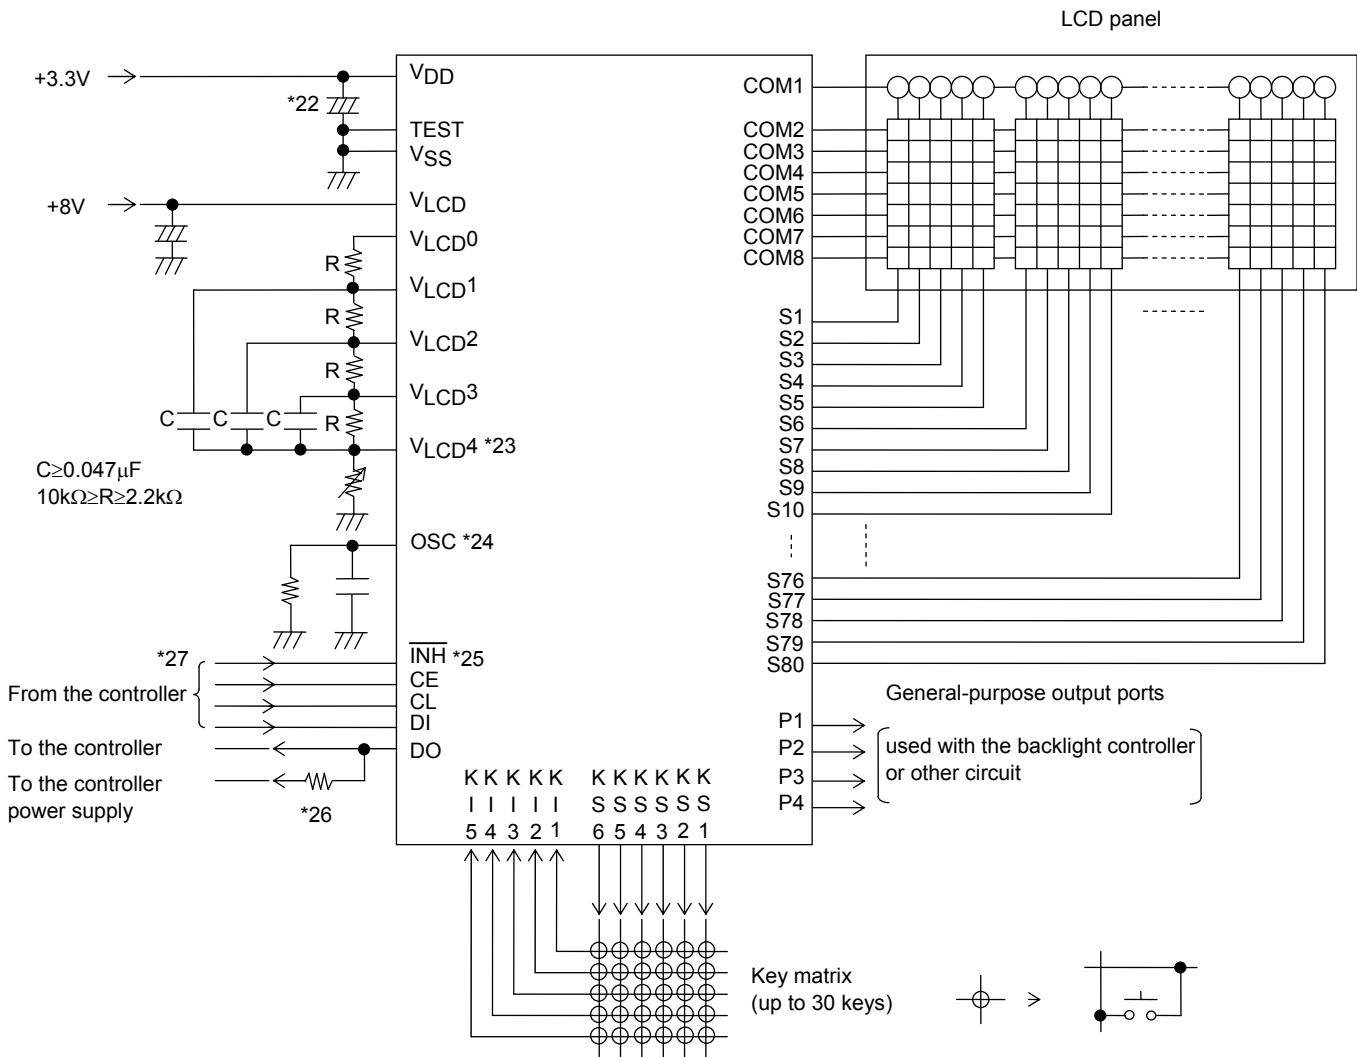 LCD panel
+3.3V
*22
VDD
TEST
VSS
+8V
VLCD
VLCD0
R
VLCD1
R
VLCD2
R
VLCD3
C
C
C
R
VLCD4 *23
C≥0.047μF
10kΩ≥R≥2.2kΩ
OSC *24
*27
INH *25
From the controller
CE
CL
DI
To the controller
DO
To the controller
power supply
*26
COM1
COM2
COM3
COM4
COM5
COM6
COM7
COM8
S1
S2
S3
S4
S5
S6
S7
S8
S9
S10
S76
S77
S78
S79
S80
General-purpose output ports
P1
P2
P3
P4
used with the backlight controller
or other circuit
K K K K K K K K K K K
I I I I I S S S S S S
5 4 3 2 1 6 5 4 3 2 1
Key matrix
(up to 30 keys)